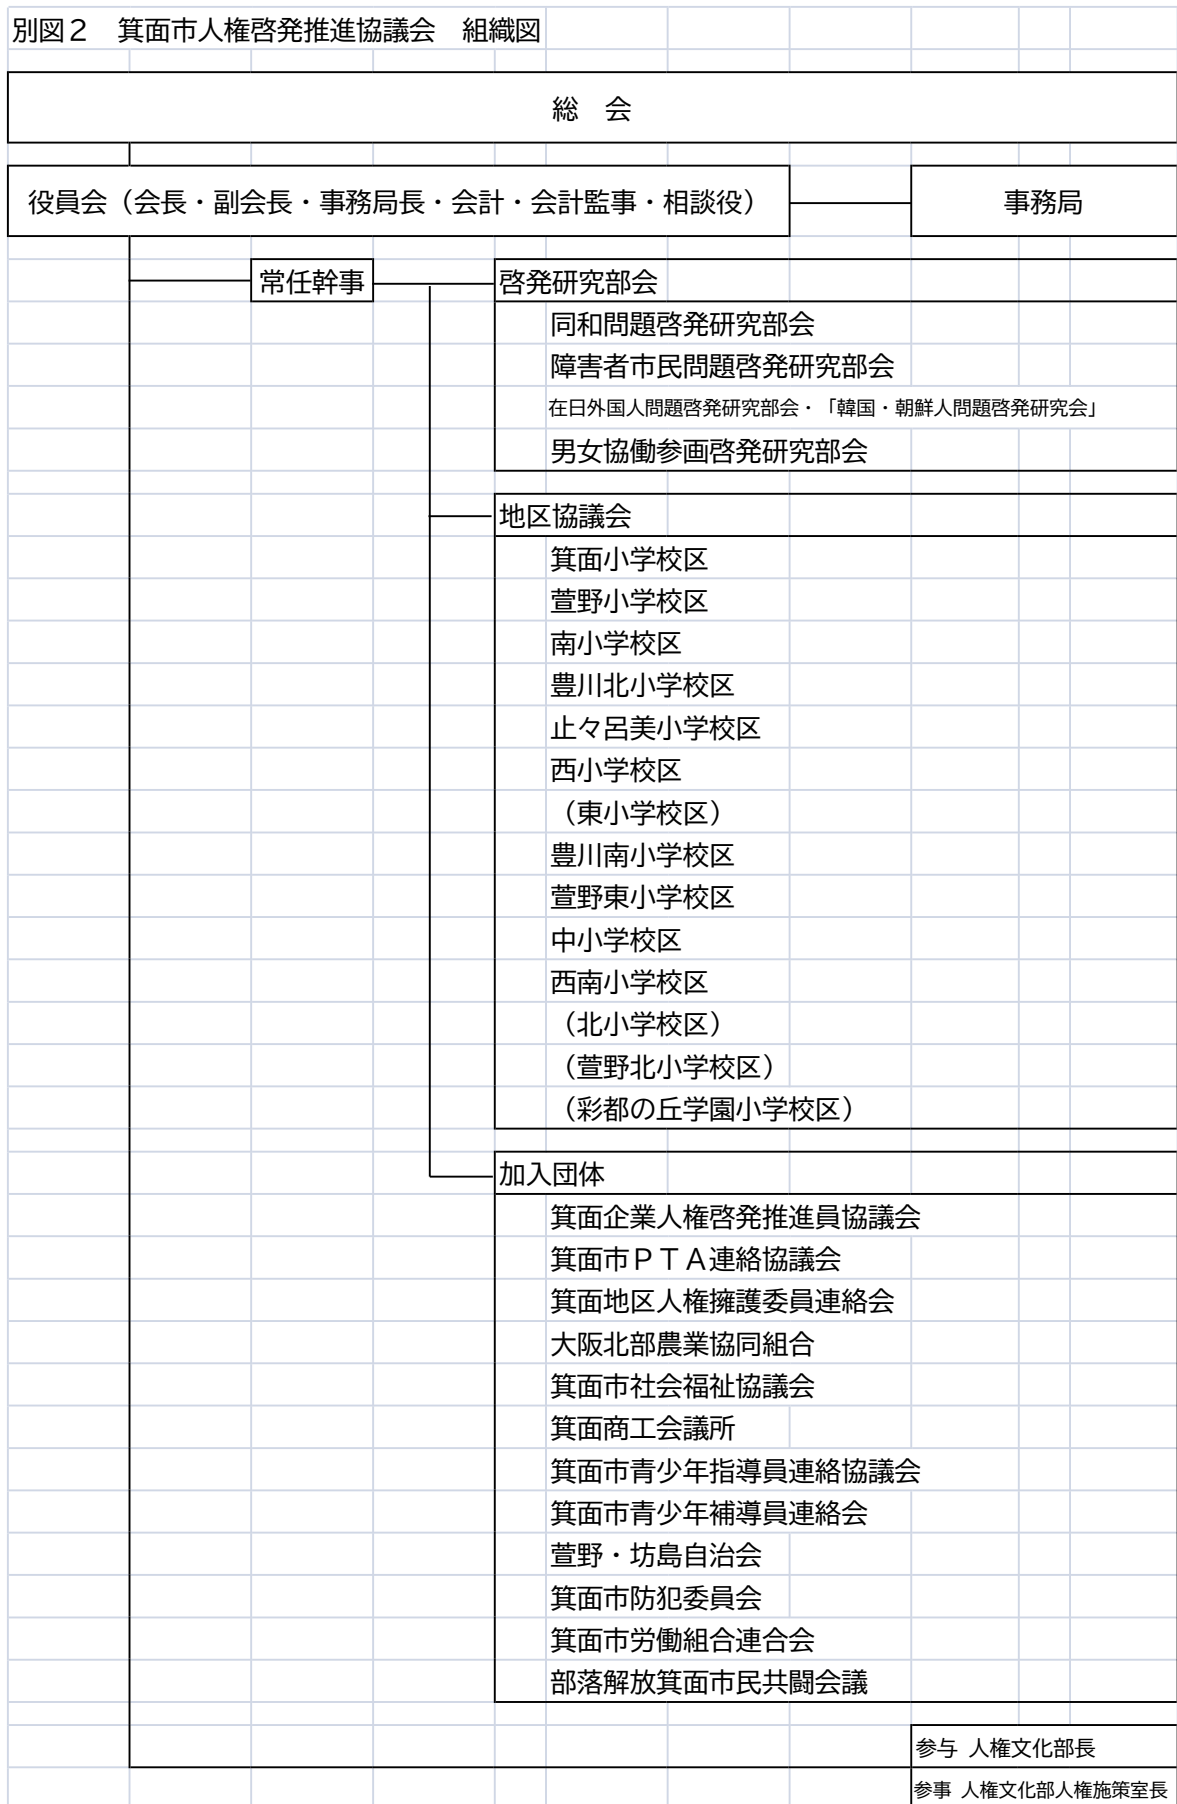 別図２　箕面市人権啓発推進協議会　組織図
総　会
役員会（会長・副会長・事務局長・会計・会計監事・相談役）
事務局
常任幹事
啓発研究部会
同和問題啓発研究部会
障害者市民問題啓発研究部会
在日外国人問題啓発研究部会・「韓国・朝鮮人問題啓発研究会」
男女協働参画啓発研究部会
地区協議会
箕面小学校区
萱野小学校区
南小学校区
豊川北小学校区
止々呂美小学校区
西小学校区
（東小学校区）
豊川南小学校区
萱野東小学校区
中小学校区
西南小学校区
（北小学校区）
（萱野北小学校区）
（彩都の丘学園小学校区）
加入団体
箕面企業人権啓発推進員協議会
箕面市ＰＴＡ連絡協議会
箕面地区人権擁護委員連絡会
大阪北部農業協同組合
箕面市社会福祉協議会
箕面商工会議所
箕面市青少年指導員連絡協議会
箕面市青少年補導員連絡会
萱野・坊島自治会
箕面市防犯委員会
箕面市労働組合連合会
部落解放箕面市民共闘会議
参与 人権文化部長
参事 人権文化部人権施策室長